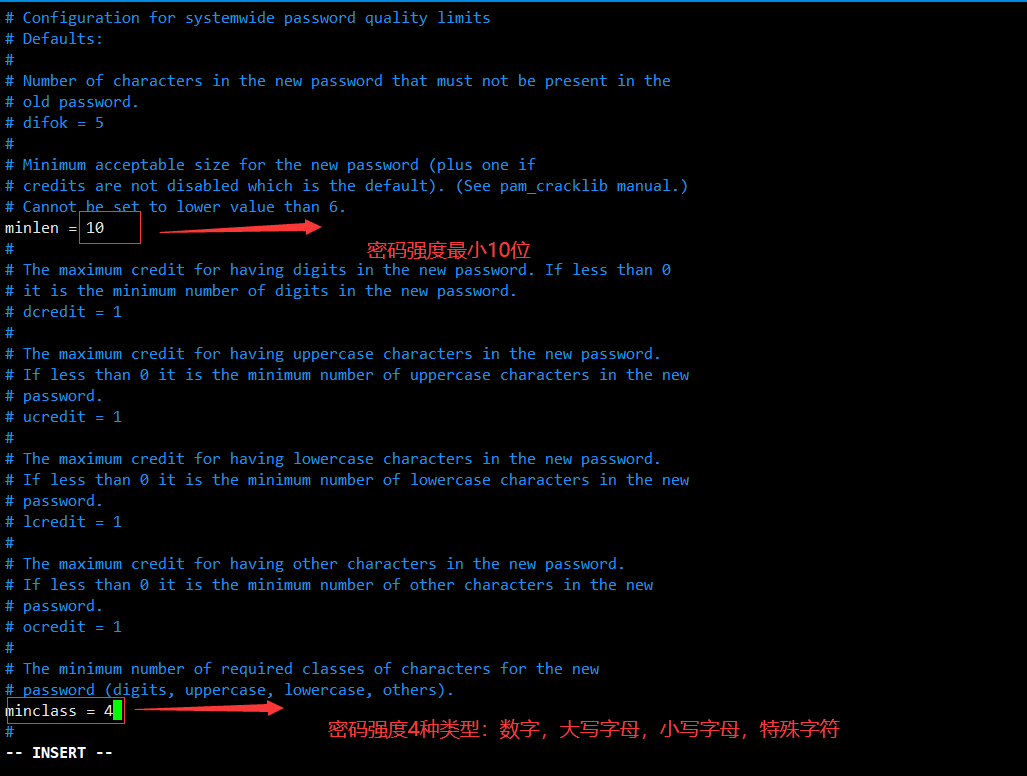 # Configuration for systemwide password quality limits
# Defaults:
#
# Number of characters in the new password that must not be present in the
# old password.
# difok = 5
#
# Minimum acceptable size for the new password (plus one if
# credits are not disabled which is the default). (See pam_cracklib manual.)
# Cannot be set to lower value than 6.
minlen = 10
#
密码强度最小10位
# The maximum credit for having digits in the new password. If less than 0
# it is the minimum number of digits in the new password.
# dcredit = 1
#
# The maximum credit for having uppercase characters in the new password.
# If less than 0 it is the minimum number of uppercase characters in the new
# password.
# ucredit = 1
#
# The maximum credit for having lowercase characters in the new password.
# If less than 0 it is the minimum number of lowercase characters in the new
# password.
# lcredit = 1
#
# The maximum credit for having other characters in the new password.
# If less than 0 it is the minimum number of other characters in the new
# password.
# ocredit = 1
#
# The minimum number of required classes of characters for the new
# password (digits, uppercase, lowercase, others).
minclass = 4
密码强度4种类型：数字，大写字母，小写字母，特殊字符
#
-- INSERT --